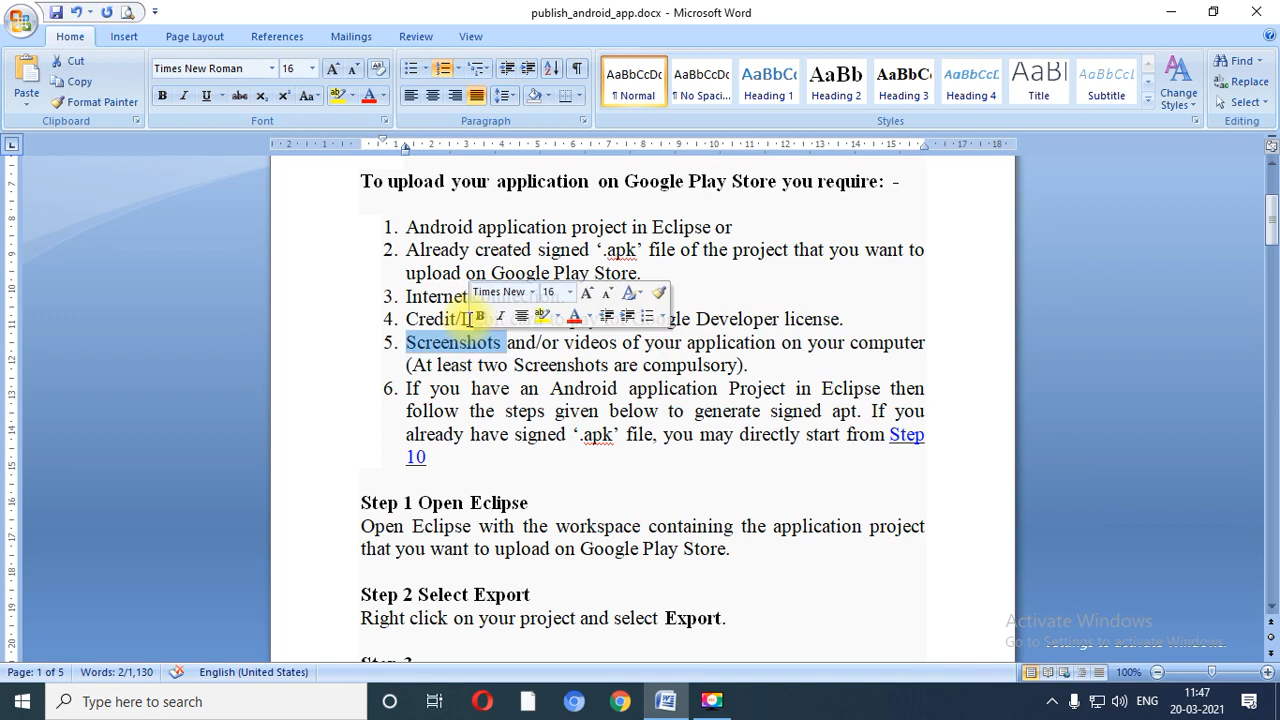 publish_android_app.docx - Microsoft Word
Home Insert Page Layout References Mailings Review View
Paste
Cut
Copy
Format Painter
Clipboard
Times New Roman 16
Font
Paragraph
AaBbCcDc AaBbCcDc AaBbC AaBb AaBbC AaBbCcD AaBb AaBbCcD
¶ Normal ¶ No Spaci... Heading 1 Heading 2 Heading 3 Heading 4 Title Subtitle
Change Styles
Styles
Find
Replace
Select
Editing
To upload your application on Google Play Store you require: -
1. Android application project in Eclipse or
2. Already created signed ‘.apk’ file of the project that you want to
upload on Google Play Store.
3. Internet
Times New 16
4. Credit/ Developer license.
5. Screenshots and/or videos of your application on your computer
(At least two Screenshots are compulsory).
6. If you have an Android application Project in Eclipse then
follow the steps given below to generate signed apt. If you
already have signed ‘.apk’ file, you may directly start from Step
10
Step 1 Open Eclipse
Open Eclipse with the workspace containing the application project
that you want to upload on Google Play Store.
Step 2 Select Export
Right click on your project and select Export.
Step 3
Activate Windows
Go to Settings to activate Windows.
Page: 1 of 5 Words: 2/1,130 English (United States) 100%
Type here to search
ENG
11:47
20-03-2021